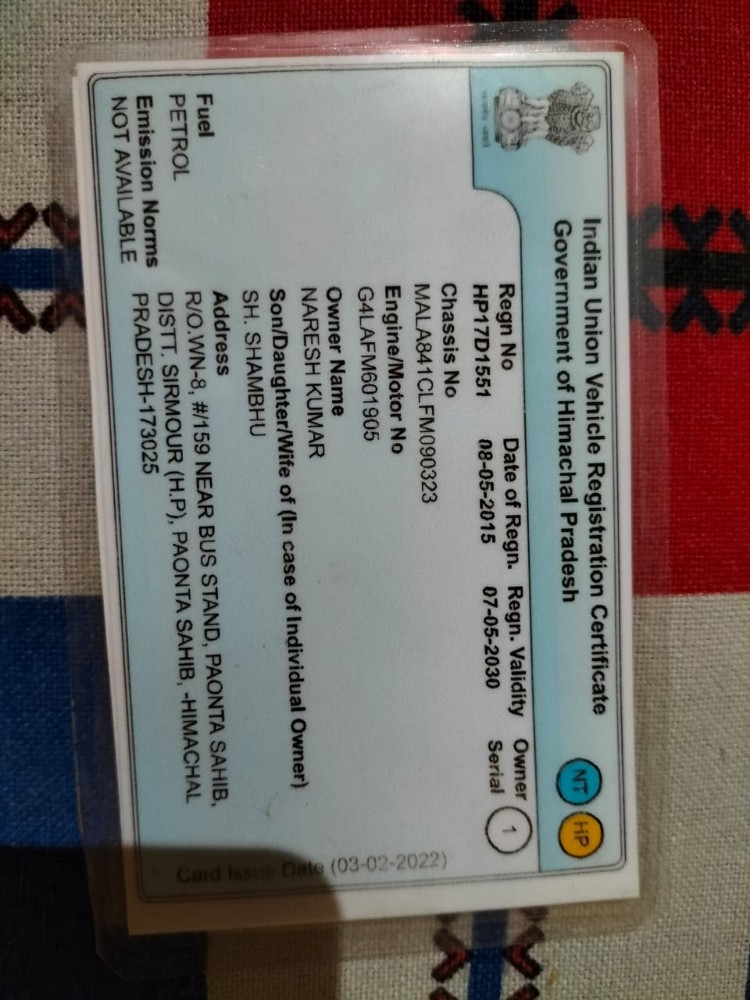 Indian Union Vehicle Registration Certificate
Government of Himachal Pradesh
NT HP
Regn No Date of Regn. Regn. Validity Owner Serial 1
HP17D1551 08-05-2015 07-05-2030
Chassis No
MALA841CLFM090323
Engine/Motor No
G4LAFM601905
Owner Name
NARESH KUMAR
Son/Daughter/Wife of (In case of Individual Owner)
SH. SHAMBHU
Fuel
PETROL
Address
R/O.WN-8, #/159 NEAR BUS STAND, PAONTA SAHIB,
DISTT. SIRMOUR (H.P), PAONTA SAHIB, -HIMACHAL
PRADESH-173025
Emission Norms
NOT AVAILABLE
Card Issue Date (03-02-2022)